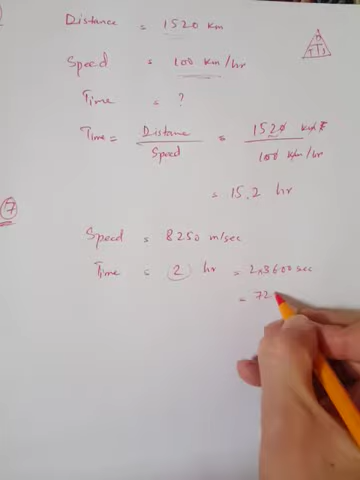 Distance = 1520 km
D
T S
Speed = 100 km/hr
Time = ?
Time = Distance / Speed = 1520 km / 100 km/hr
= 15.2 hr
7
Speed = 8250 m/sec
Time = 2 hr = 2x3600 sec
= 72